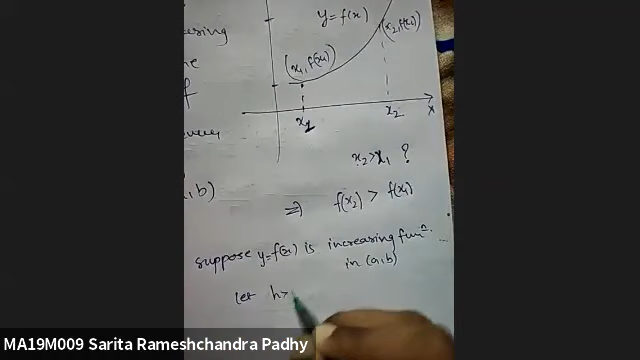 y=f(x)
(x2, f(x2))
(x1, f(x1))
x1
x2
x
x2>x1 ?
⇒ f(x2) > f(x1)
,b)
suppose y=f(x) is increasing funⁿ. ...
in (a,b)
let h>
MA19M009 Sarita Rameshchandra Padhy